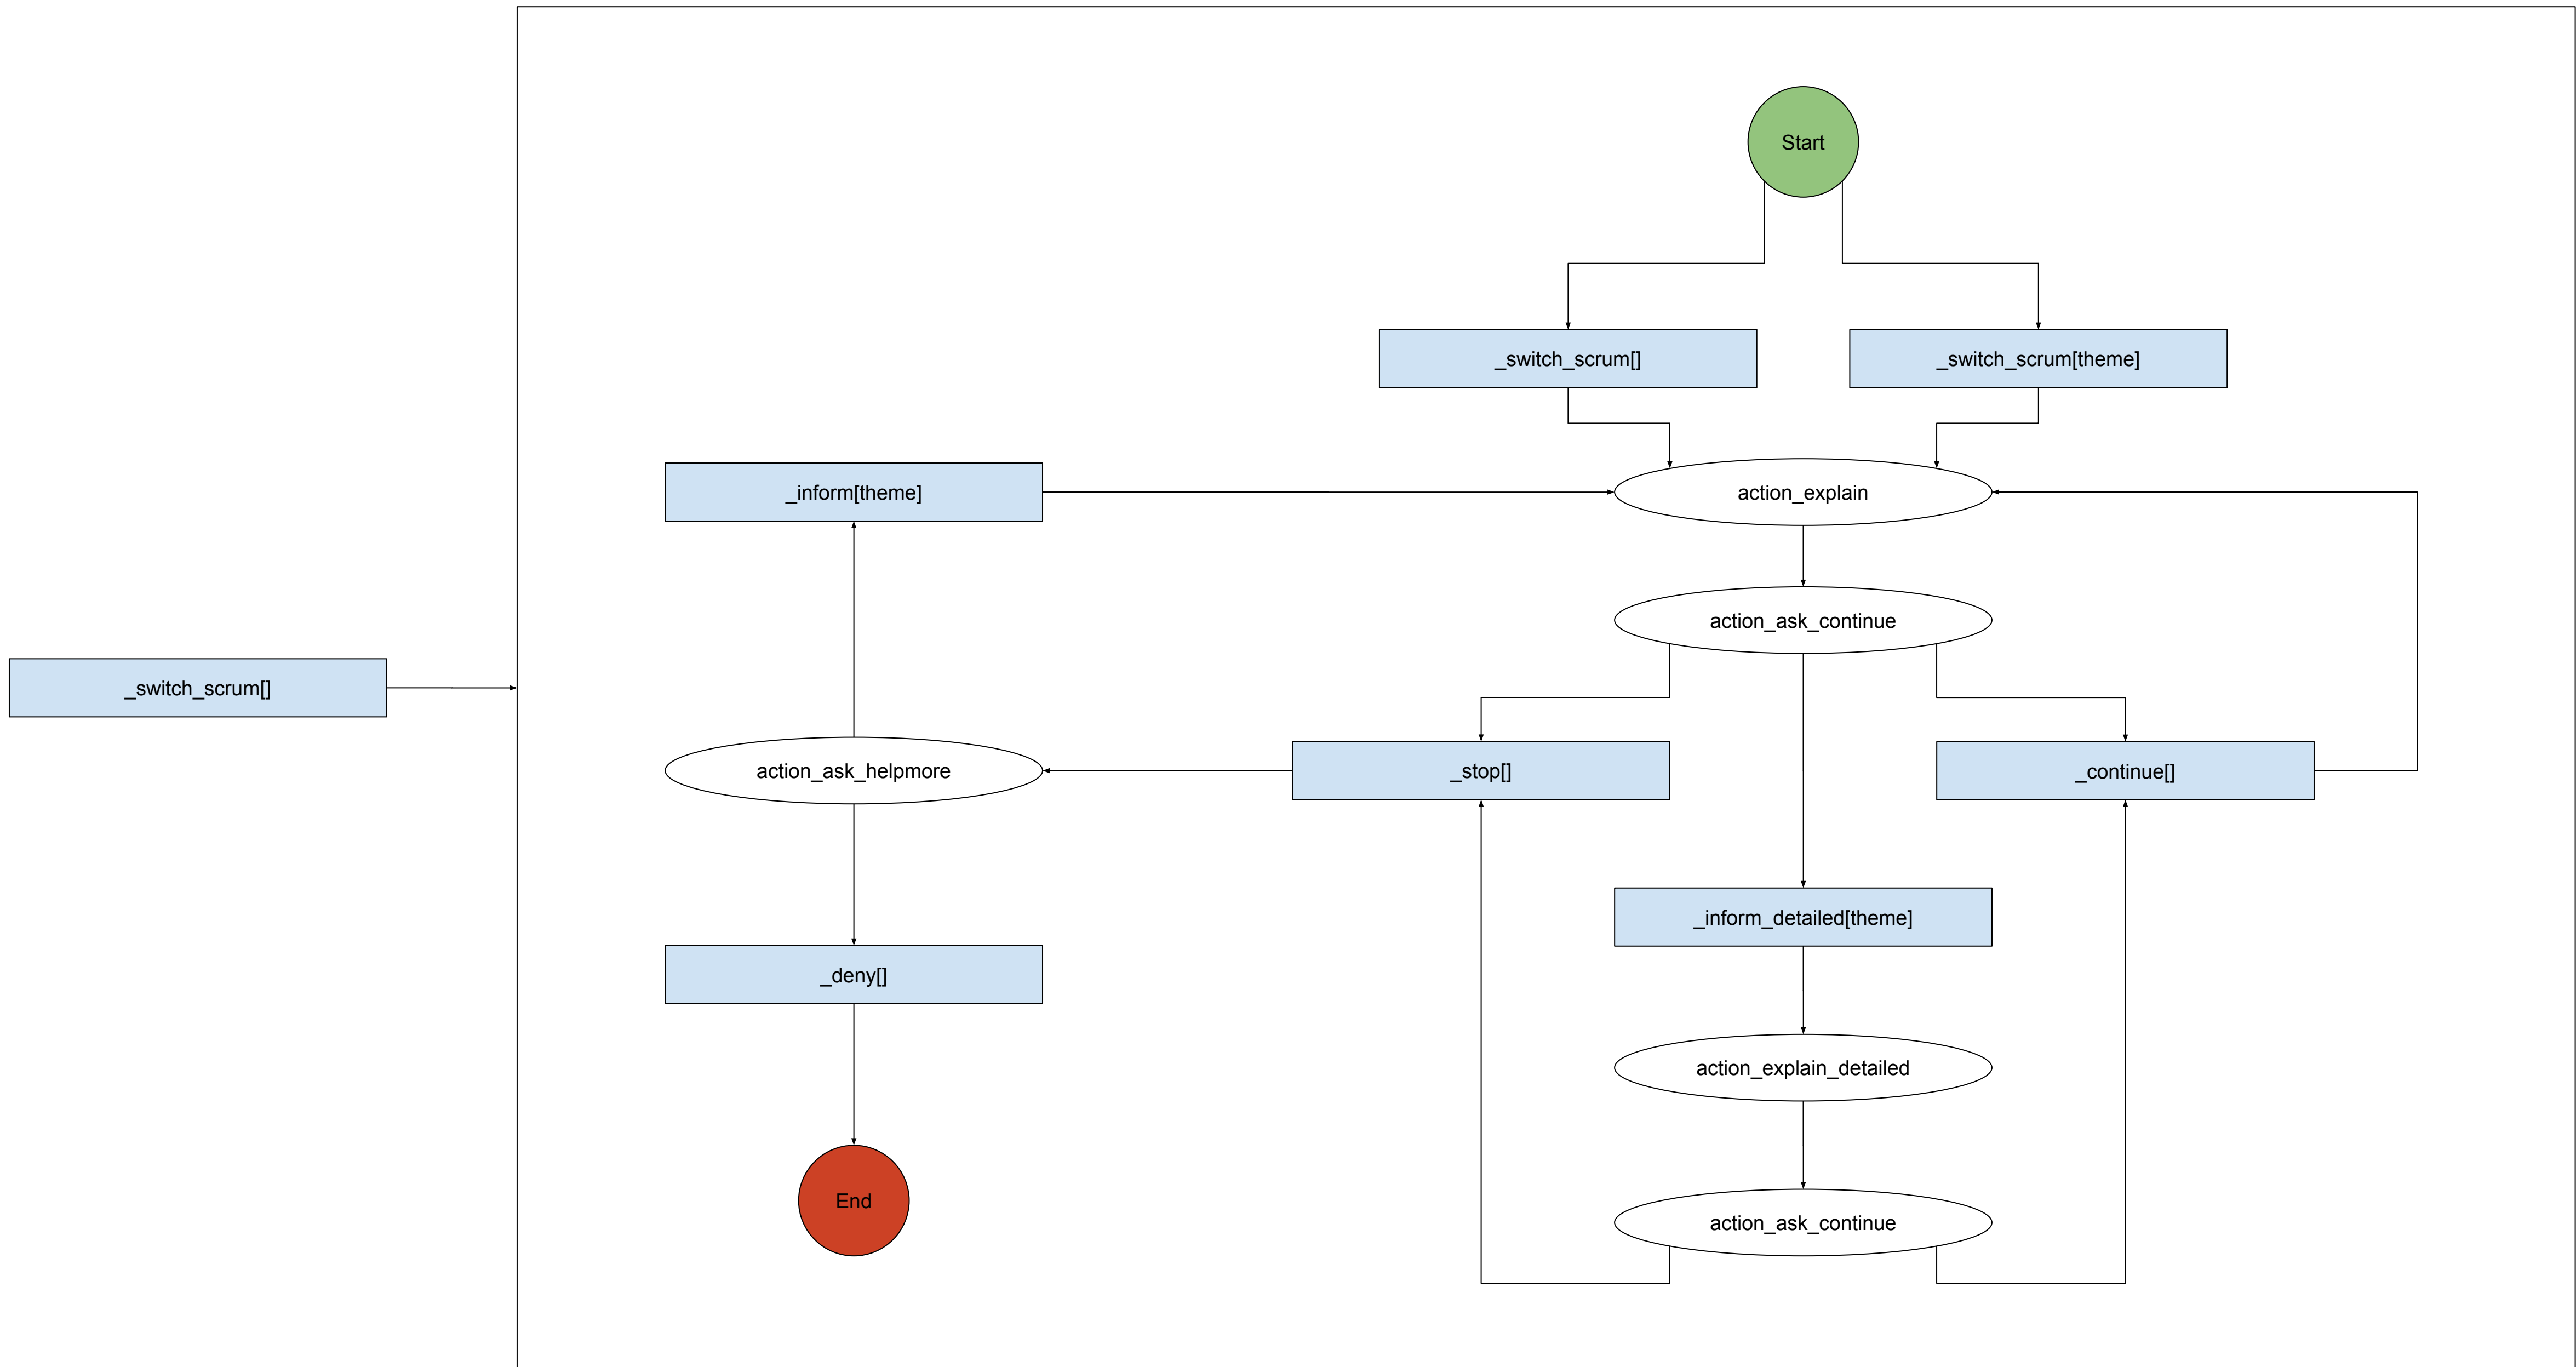 Start
_switch_scrum[]
_switch_scrum[theme]
_inform[theme]
action_explain
action_ask_continue
_switch_scrum[]
action_ask_helpmore
_stop[]
_continue[]
_inform_detailed[theme]
_deny[]
action_explain_detailed
End
action_ask_continue